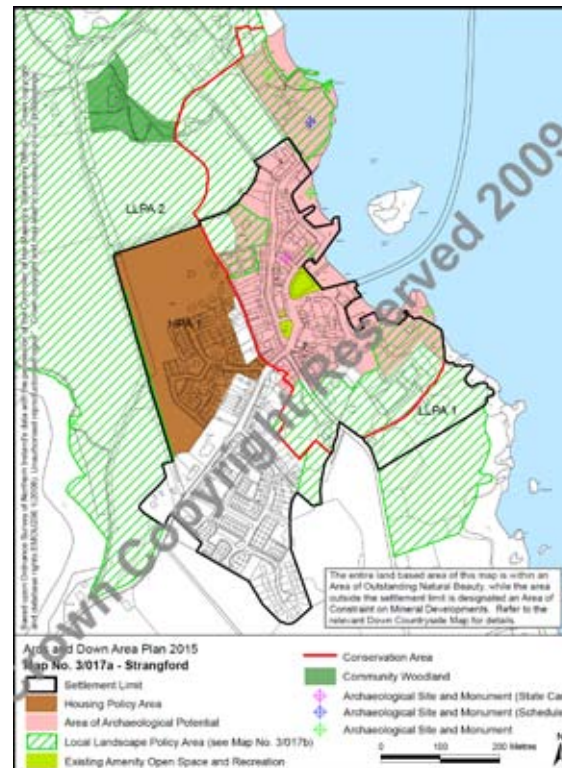 LLPA 2
HPA 1
LLPA 1
Crown Copyright Reserved 2009
The entire land based area of this map is within an
Area of Outstanding Natural Beauty, while the area
outside the settlement limit is designated an Area of
Constraint on Mineral Developments. Refer to the
relevant Down Countryside Map for details.
Ards and Down Area Plan 2015
Map No. 3/017a - Strangford
Settlement Limit
Housing Policy Area
Area of Archaeological Potential
Local Landscape Policy Area (see Map No. 3/017b)
Existing Amenity Open Space and Recreation
Conservation Area
Community Woodland
Archaeological Site and Monument (State Ca
Archaeological Site and Monument (Schedule
Archaeological Site and Monument
0 100 200 Metres
N